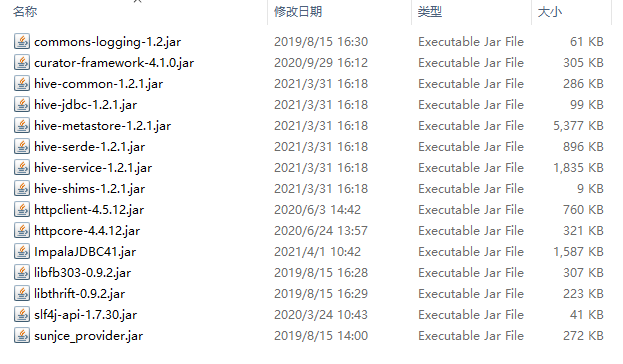 名称 修改日期 类型 大小
commons-logging-1.2.jar 2019/8/15 16:30 Executable Jar File 61 KB
curator-framework-4.1.0.jar 2020/9/29 16:12 Executable Jar File 305 KB
hive-common-1.2.1.jar 2021/3/31 16:18 Executable Jar File 286 KB
hive-jdbc-1.2.1.jar 2021/3/31 16:18 Executable Jar File 99 KB
hive-metastore-1.2.1.jar 2021/3/31 16:18 Executable Jar File 5,377 KB
hive-serde-1.2.1.jar 2021/3/31 16:18 Executable Jar File 896 KB
hive-service-1.2.1.jar 2021/3/31 16:18 Executable Jar File 1,835 KB
hive-shims-1.2.1.jar 2021/3/31 16:18 Executable Jar File 9 KB
httpclient-4.5.12.jar 2020/6/3 14:42 Executable Jar File 760 KB
httpcore-4.4.12.jar 2020/6/24 13:57 Executable Jar File 321 KB
ImpalaJDBC41.jar 2021/4/1 10:42 Executable Jar File 1,587 KB
libfb303-0.9.2.jar 2019/8/15 16:28 Executable Jar File 307 KB
libthrift-0.9.2.jar 2019/8/15 16:29 Executable Jar File 223 KB
slf4j-api-1.7.30.jar 2020/3/24 10:43 Executable Jar File 41 KB
sunjce_provider.jar 2019/8/15 14:00 Executable Jar File 272 KB